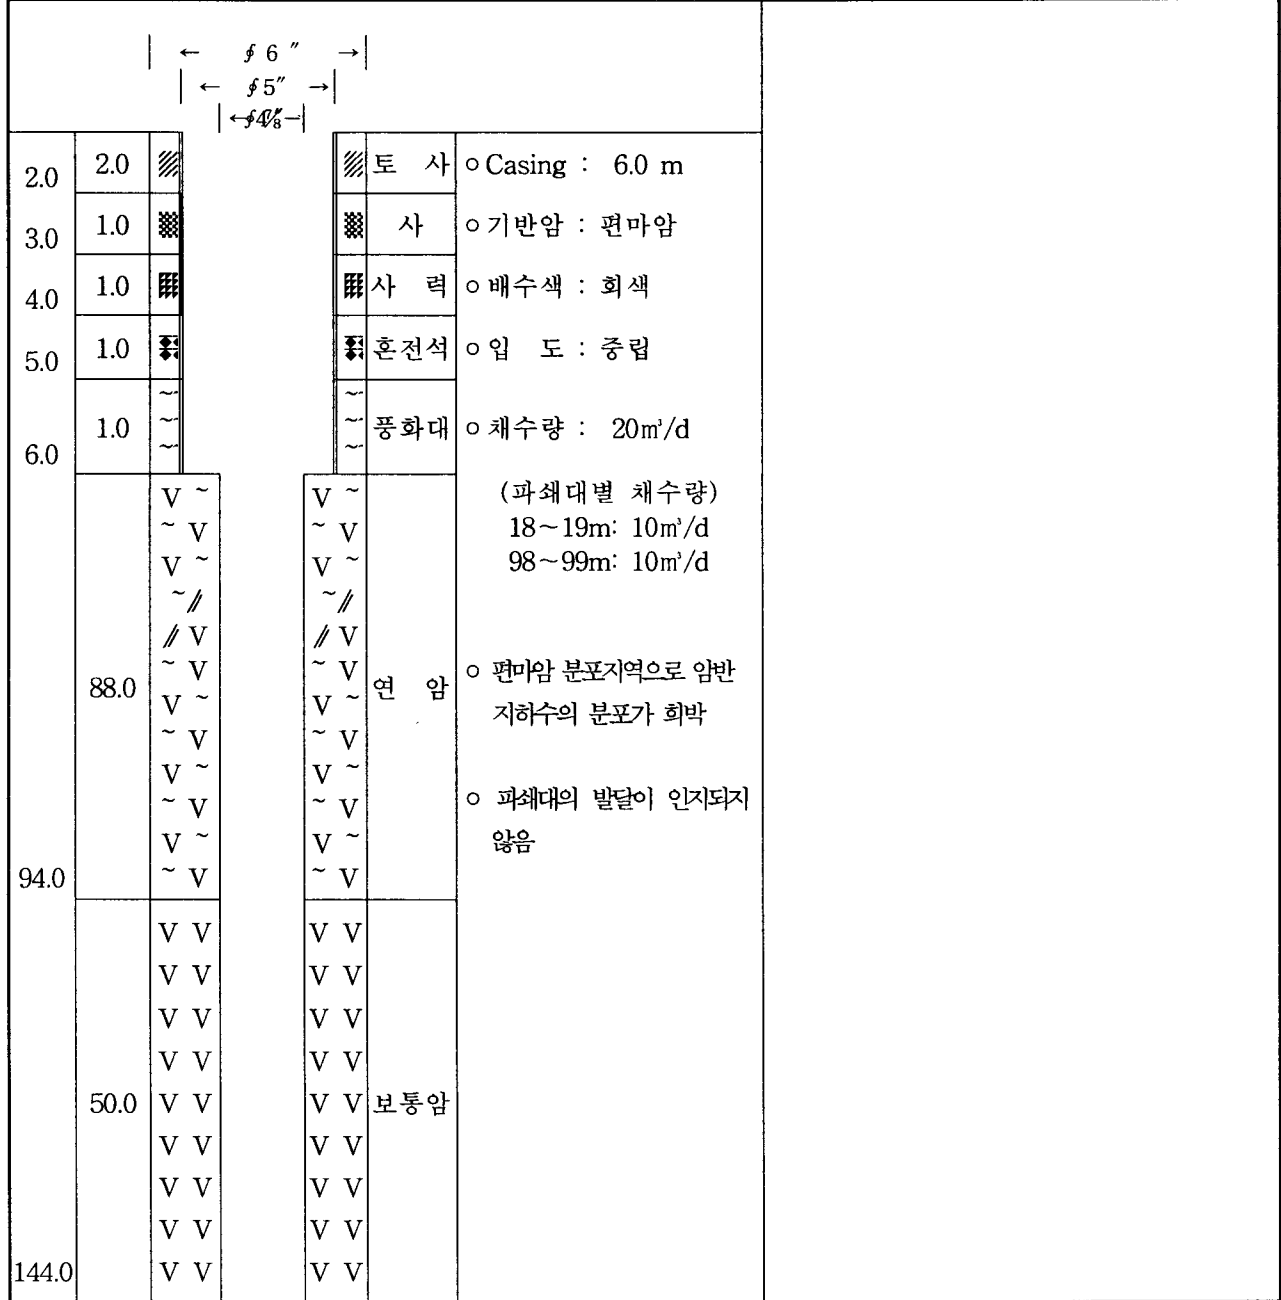 ← ∮ 6 ″ →
← ∮5″ →
2.0 2.0 토 사 ○ Casing : 6.0 m
3.0 1.0 사 ○ 기반암 : 편마암
4.0 1.0 사 력 ○ 배수색 : 회색
5.0 1.0 혼전석 ○ 입 도 : 중립
6.0 1.0 풍화대 ○ 채수량 : 20㎥/d
(파쇄대별 채수량)
18~19m: 10㎥/d
98~99m: 10㎥/d
94.0 88.0 연 암
○ 편마암 분포지역으로 암반
지하수의 분포가 희박
○ 파쇄대의 발달이 인지되지
않음
144.0 50.0 보통암